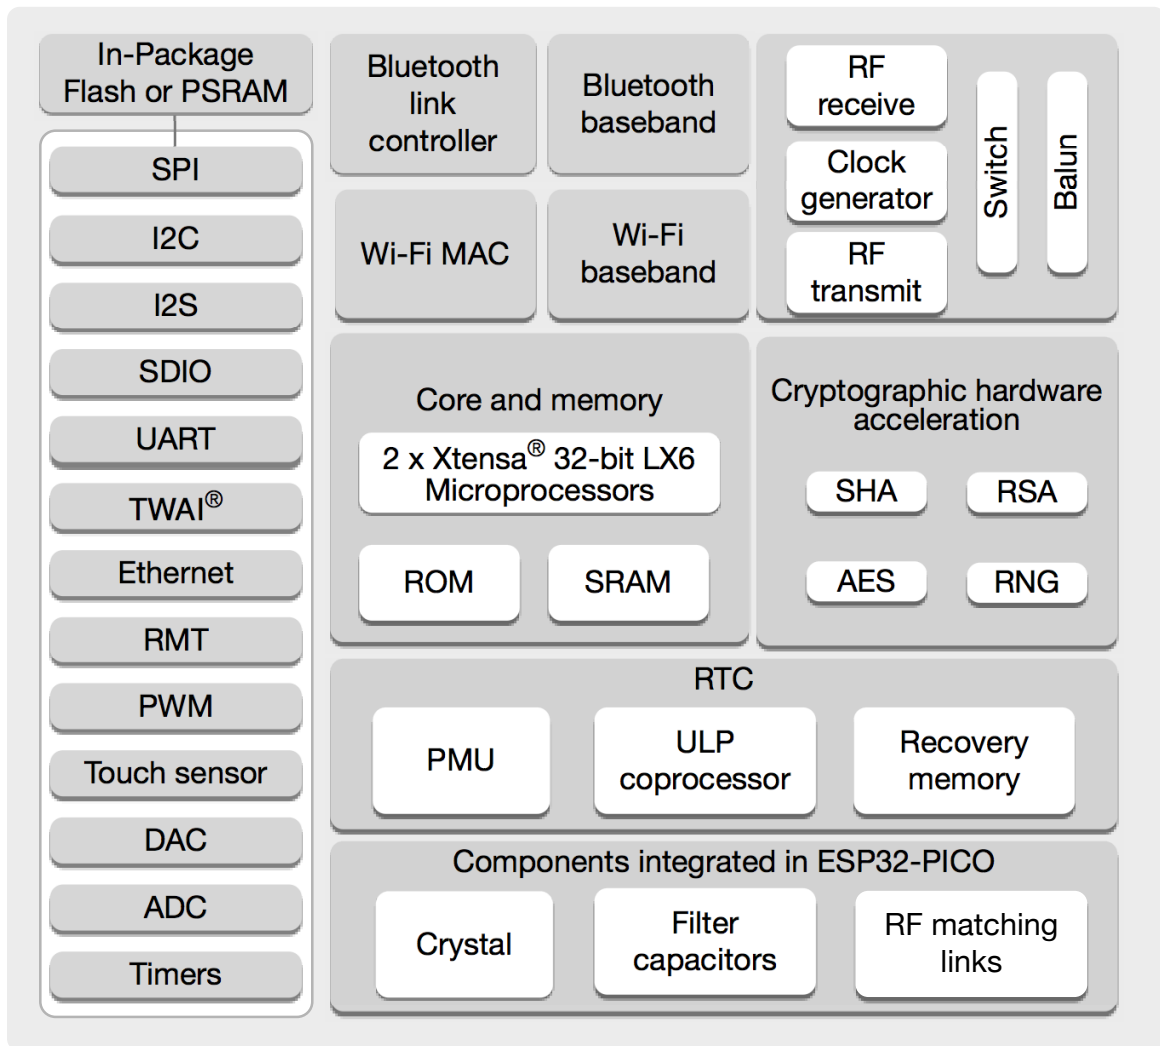 In-Package
Flash or PSRAM
SPI
I2C
I2S
SDIO
UART
TWAI®
Ethernet
RMT
PWM
Touch sensor
DAC
ADC
Timers
Bluetooth
link
controller
Bluetooth
baseband
Wi-Fi MAC
Wi-Fi
baseband
RF
receive
Clock
generator
RF
transmit
Switch
Balun
Core and memory
2 x Xtensa® 32-bit LX6
Microprocessors
ROM
SRAM
Cryptographic hardware
acceleration
SHA
RSA
AES
RNG
RTC
PMU
ULP
coprocessor
Recovery
memory
Components integrated in ESP32-PICO
Crystal
Filter
capacitors
RF matching
links